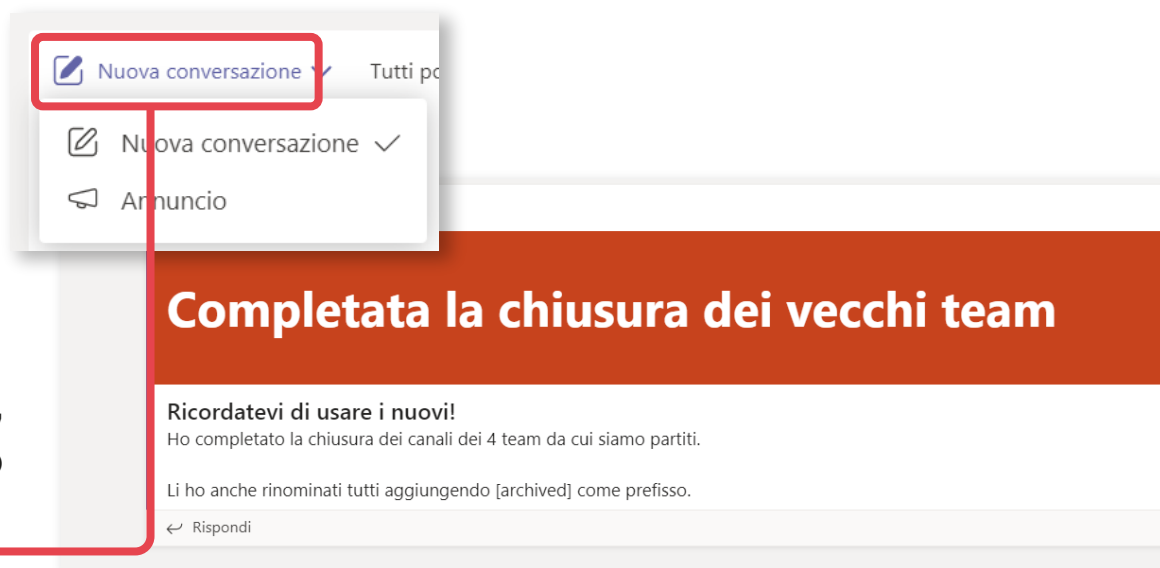 Nuova conversazione Tutti
Nuova conversazione
Annuncio
Completata la chiusura dei vecchi team
Ricordatevi di usare i nuovi!
Ho completato la chiusura dei canali dei 4 team da cui siamo partiti.
Li ho anche rinominati tutti aggiungendo [archived] come prefisso.
Rispondi